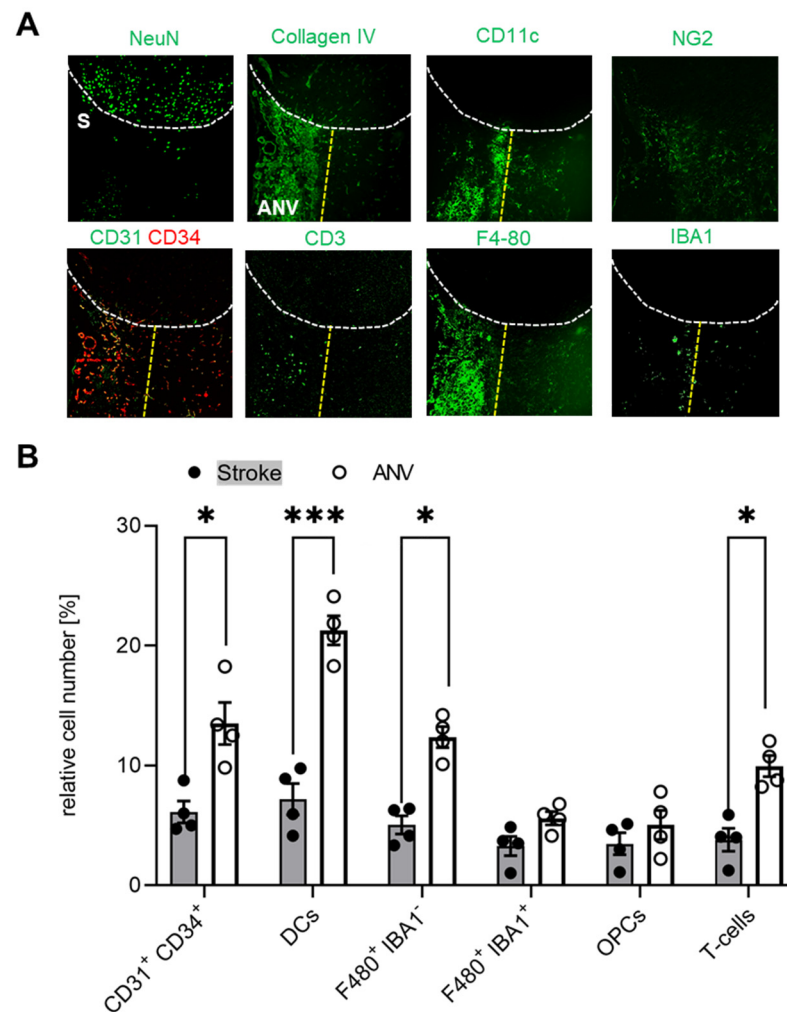 A
NeuN
Collagen IV
CD11c
NG2
S
ANV
CD31 CD34
CD3
F4-80
IBA1
B
Stroke
ANV
* *** * *
30
20
10
0
relative cell number [%]
CD31⁺ CD34⁺
DCs
F480⁺ IBA1⁻
F480⁺ IBA1⁺
OPCs
T-cells